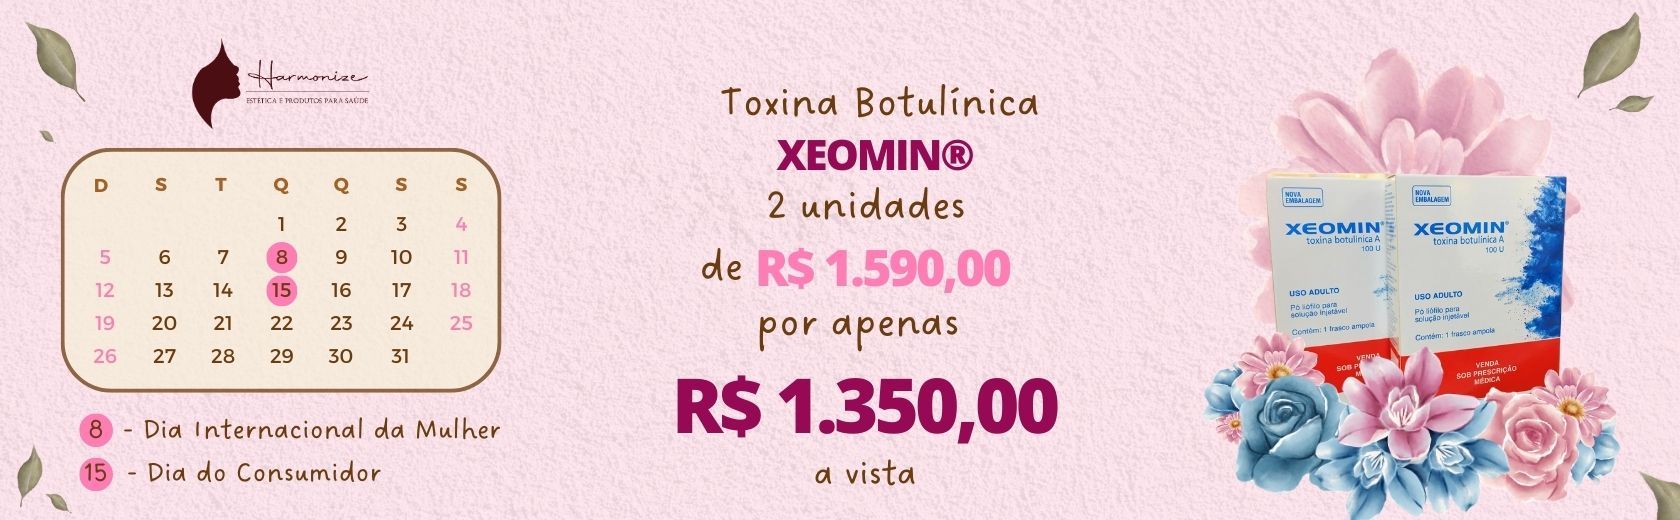 Harmonize
ESTÉTICA E PRODUTOS PARA SAÚDE
D S T Q Q S S
1 2 3 4
5 6 7 8 9 10 11
12 13 14 15 16 17 18
19 20 21 22 23 24 25
26 27 28 29 30 31
8 - Dia Internacional da Mulher
15 - Dia do Consumidor
Toxina Botulínica
XEOMIN®
2 unidades
de R$ 1.590,00
por apenas
R$ 1.350,00
a vista
NOVA
EMBALAGEM
XEOMIN®
toxina botulínica A
100 U
USO ADULTO
Pó liófilo para
solução injetável
Contém: 1 frasco ampola
VENDA
SOB PR
NOVA
EMBALAGEM
XEOMIN®
toxina botulínica A
100 U
USO ADULTO
Pó liófilo para
solução injetável
Contém: 1 frasco ampola
VENDA
SOB PRESCRIÇÃO
MÉDICA